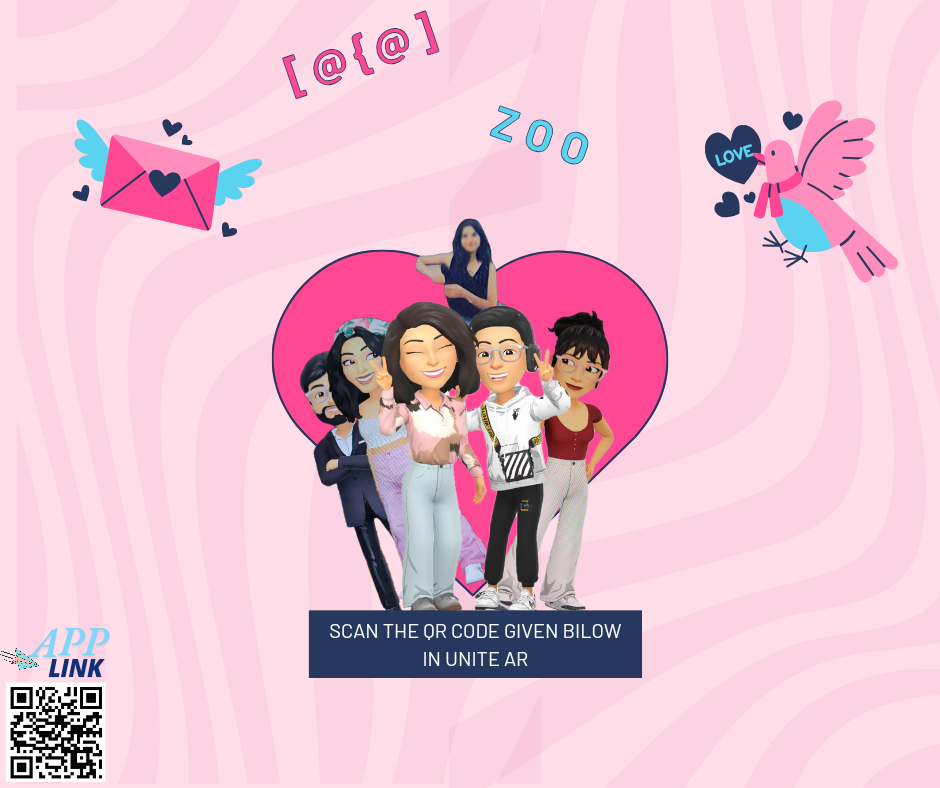 [@{@]
ZOO
LOVE
SCAN THE QR CODE GIVEN BILOW
IN UNITE AR
APP
LINK